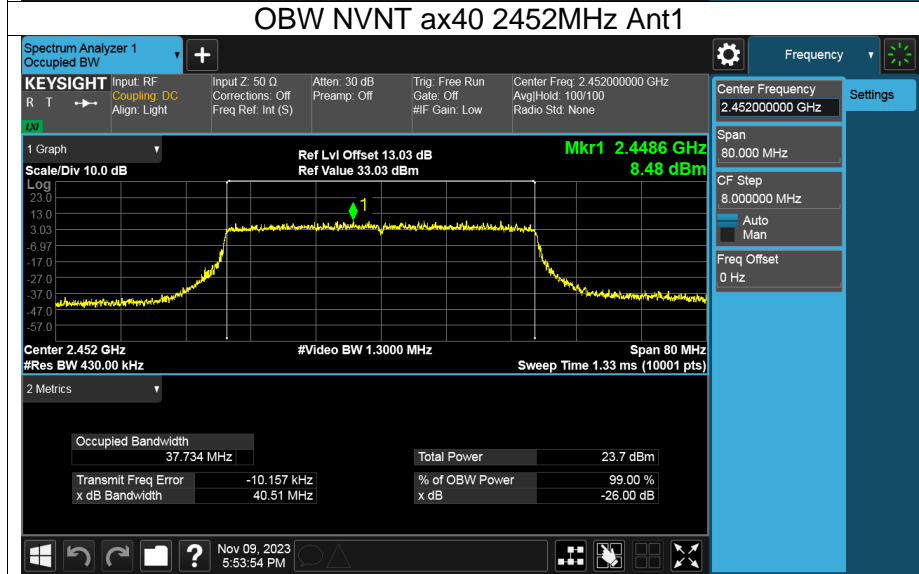 OBW NVNT ax40 2452MHz Ant1
Spectrum Analyzer 1
Occupied BW
+
Frequency
KEYSIGHT
R T
LXI
Input: RF
Coupling: DC
Align: Light
Input Z: 50 Ω
Corrections: Off
Freq Ref: Int (S)
Atten: 30 dB
Preamp: Off
Trig: Free Run
Gate: Off
#IF Gain: Low
Center Freq: 2.452000000 GHz
Avg|Hold: 100/100
Radio Std: None
Center Frequency
2.452000000 GHz
Settings
Span
80.000 MHz
CF Step
8.000000 MHz
Auto
Man
Freq Offset
0 Hz
1 Graph
Scale/Div 10.0 dB
Ref Lvl Offset 13.03 dB
Ref Value 33.03 dBm
Mkr1 2.4486 GHz
8.48 dBm
Log
23.0
13.0
3.03
-6.97
-17.0
-27.0
-37.0
-47.0
-57.0
1
Center 2.452 GHz
#Res BW 430.00 kHz
#Video BW 1.3000 MHz
Span 80 MHz
Sweep Time 1.33 ms (10001 pts)
2 Metrics
Occupied Bandwidth
37.734 MHz
Total Power 23.7 dBm
Transmit Freq Error -10.157 kHz
% of OBW Power 99.00 %
x dB Bandwidth 40.51 MHz
x dB -26.00 dB
?
Nov 09, 2023
5:53:54 PM